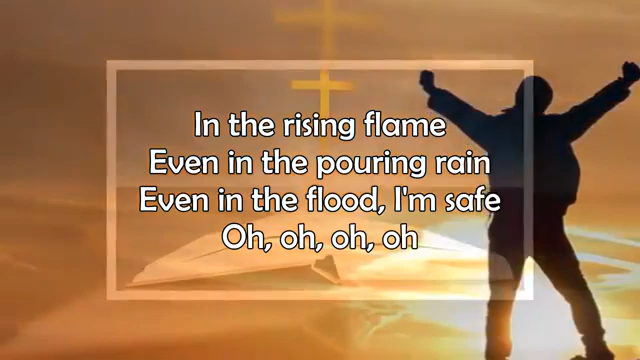 In the rising flame
Even in the pouring rain
Even in the flood, I'm safe
Oh, oh, oh, oh